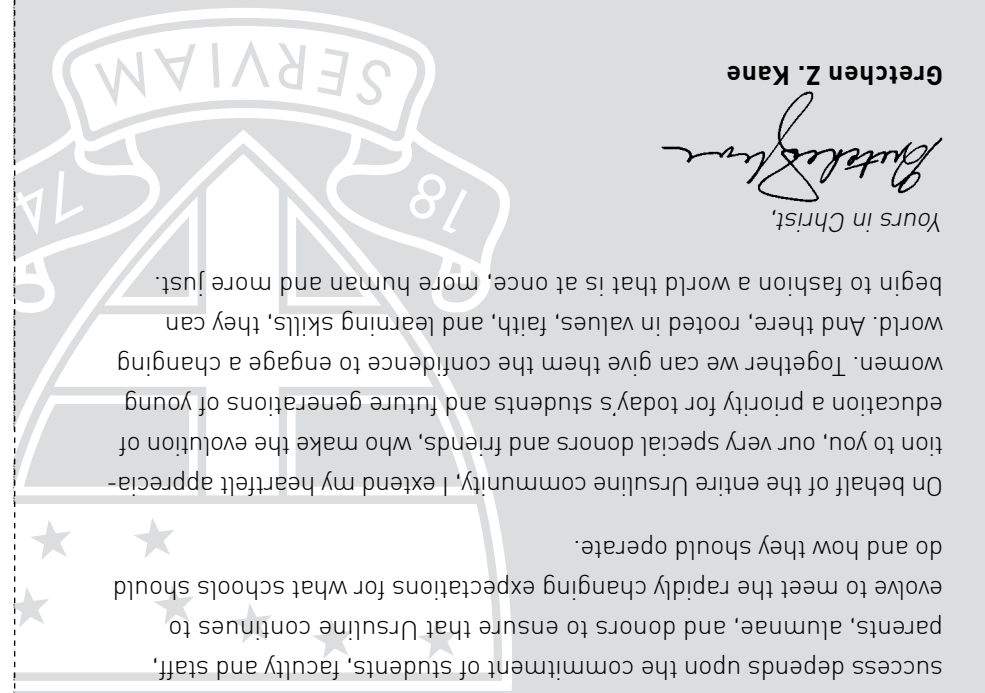 success depends upon the commitment of students, faculty and staff,
parents, alumnae, and donors to ensure that Ursuline continues to
evolve to meet the rapidly changing expectations for what schools should
do and how they should operate.
On behalf of the entire Ursuline community, I extend my heartfelt apprecia-
tion to you, our very special donors and friends, who make the evolution of
education a priority for today's students and future generations of young
women. Together we can give them the confidence to engage a changing
world. And there, rooted in values, faith, and learning skills, they can
begin to fashion a world that is at once, more human and more just.
Yours in Christ,
Gretchen Z. Kane
18
74
SERVIAM